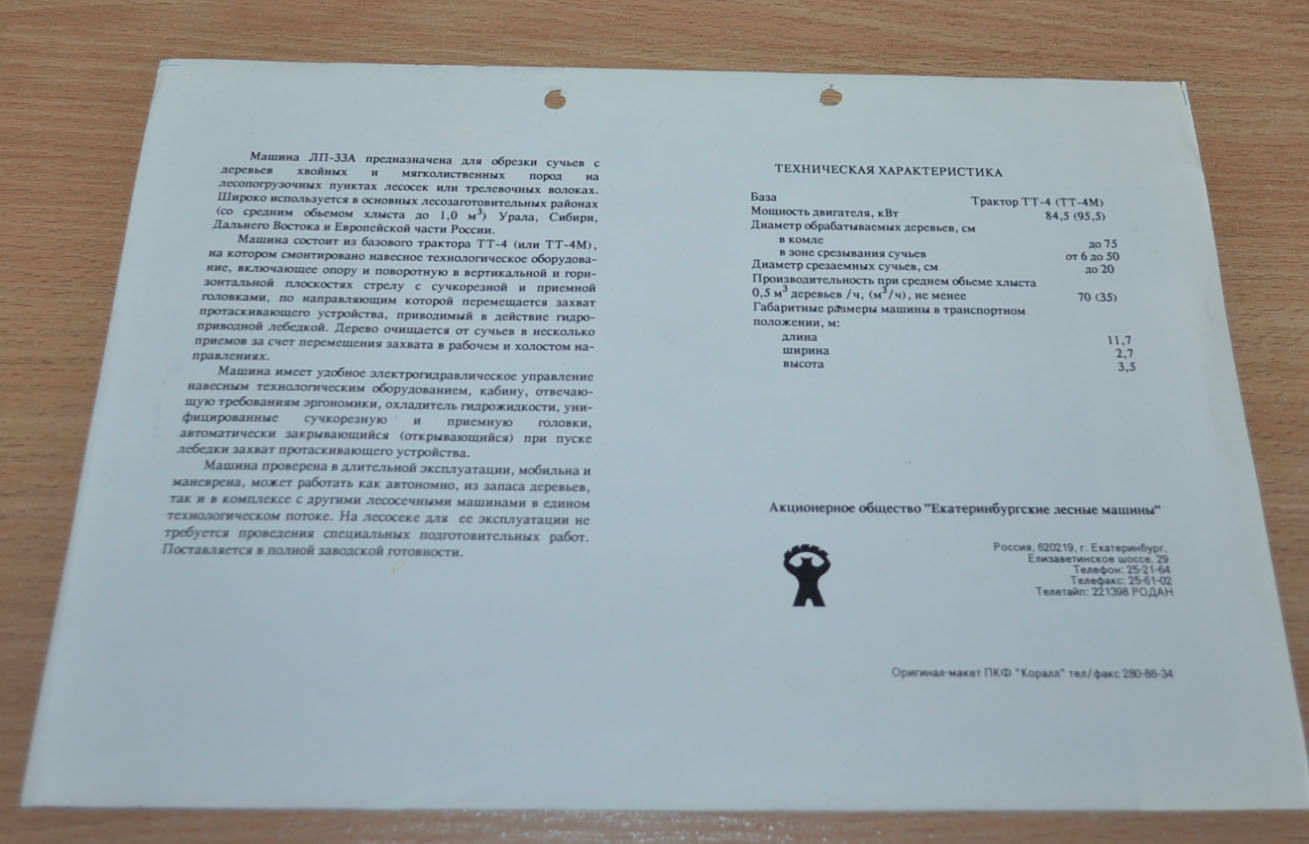 Машина ЛП-33А предназначена для обрезки сучьев с
деревьев хвойных и мягколиственных пород на
лесопогрузочных пунктах лесосек или трелевочных волоках.
Широко используется в основных лесозаготовительных районах
(со средним обьемом хлыста до 1,0 м³) Урала, Сибири,
Дальнего Востока и Европейской части России.
Машина состоит из базового трактора ТТ-4 (или ТТ-4М),
на котором смонтировано навесное технологическое оборудова-
ние, включающее опору и поворотную в вертикальной и гори-
зонтальной плоскостях стрелу с сучкорезной и приемной
головками, по направляющим которой перемещается захват
протаскивающего устройства, приводимый в действие гидро-
приводной лебедкой. Дерево очищается от сучьев в несколько
приемов за счет перемещения захвата в рабочем и холостом на-
правлениях.
Машина имеет удобное электрогидравлическое управление
навесным технологическим оборудованием, кабину, отвечаю-
щую требованиям эргономики, охладитель гидрожидкости, уни-
фицированные сучкорезную и приемную головки,
автоматически закрывающийся (открывающийся) при пуске
лебедки захват протаскивающего устройства.
Машина проверена в длительной эксплуатации, мобильна и
маневрена, может работать как автономно, из запаса деревьев,
так и в комплексе с другими лесосечными машинами в едином
технологическом потоке. На лесосеке для ее эксплуатации не
требуется проведения специальных подготовительных работ.
Поставляется в полной заводской готовности.
ТЕХНИЧЕСКАЯ ХАРАКТЕРИСТИКА
База Трактор ТТ-4 (ТТ-4М)
Мощность двигателя, кВт 84,5 (95,5)
Диаметр обрабатываемых деревьев, см
в комле до 75
в зоне срезывания сучьев от 6 до 50
Диаметр срезаемных сучьев, см до 20
Производительность при среднем обьеме хлыста
0,5 м³ деревьев /ч, (м³/ч), не менее 70 (35)
Габаритные размеры машины в транспортном
положении, м:
длина 11,7
ширина 2,7
высота 3,5
Акционерное общество "Екатеринбургские лесные машины"
Россия, 620219, г. Екатеринбург.
Елизаветинское шоссе. 29
Телефон: 25-21-64
Телефакс: 25-61-02
Телетайп: 221398 РОДАН
Оригинал-макет ПКФ "Коралл" тел/факс 280-86-34